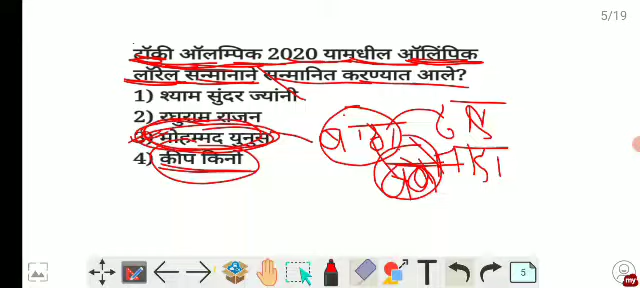 5/19
टॉकी ऑलम्पिक 2020 यामधील ऑलिंपिक
लॉरेल सन्मानाने सन्मानित करण्यात आले?
1) श्याम सुंदर ज्यांनी
2) रघुराम राजन
3) मोहम्मद युनुस
4) कीप किनो
T
5
my